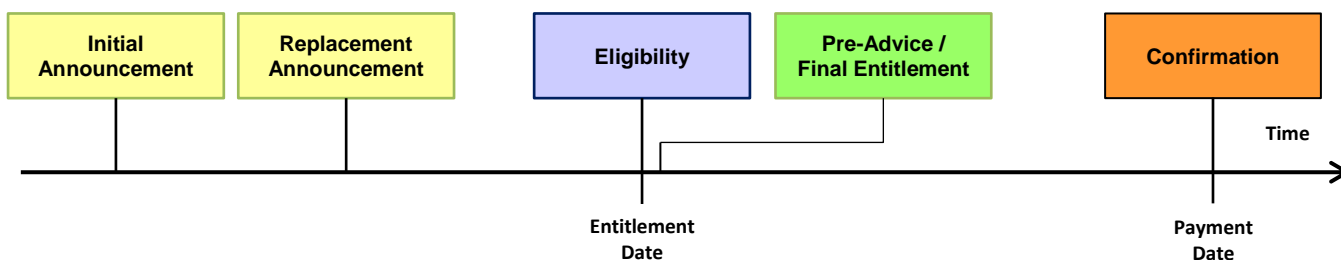 Initial
Announcement
Replacement
Announcement
Eligibility
Pre-Advice /
Final Entitlement
Confirmation
Time
Entitlement
Date
Payment
Date